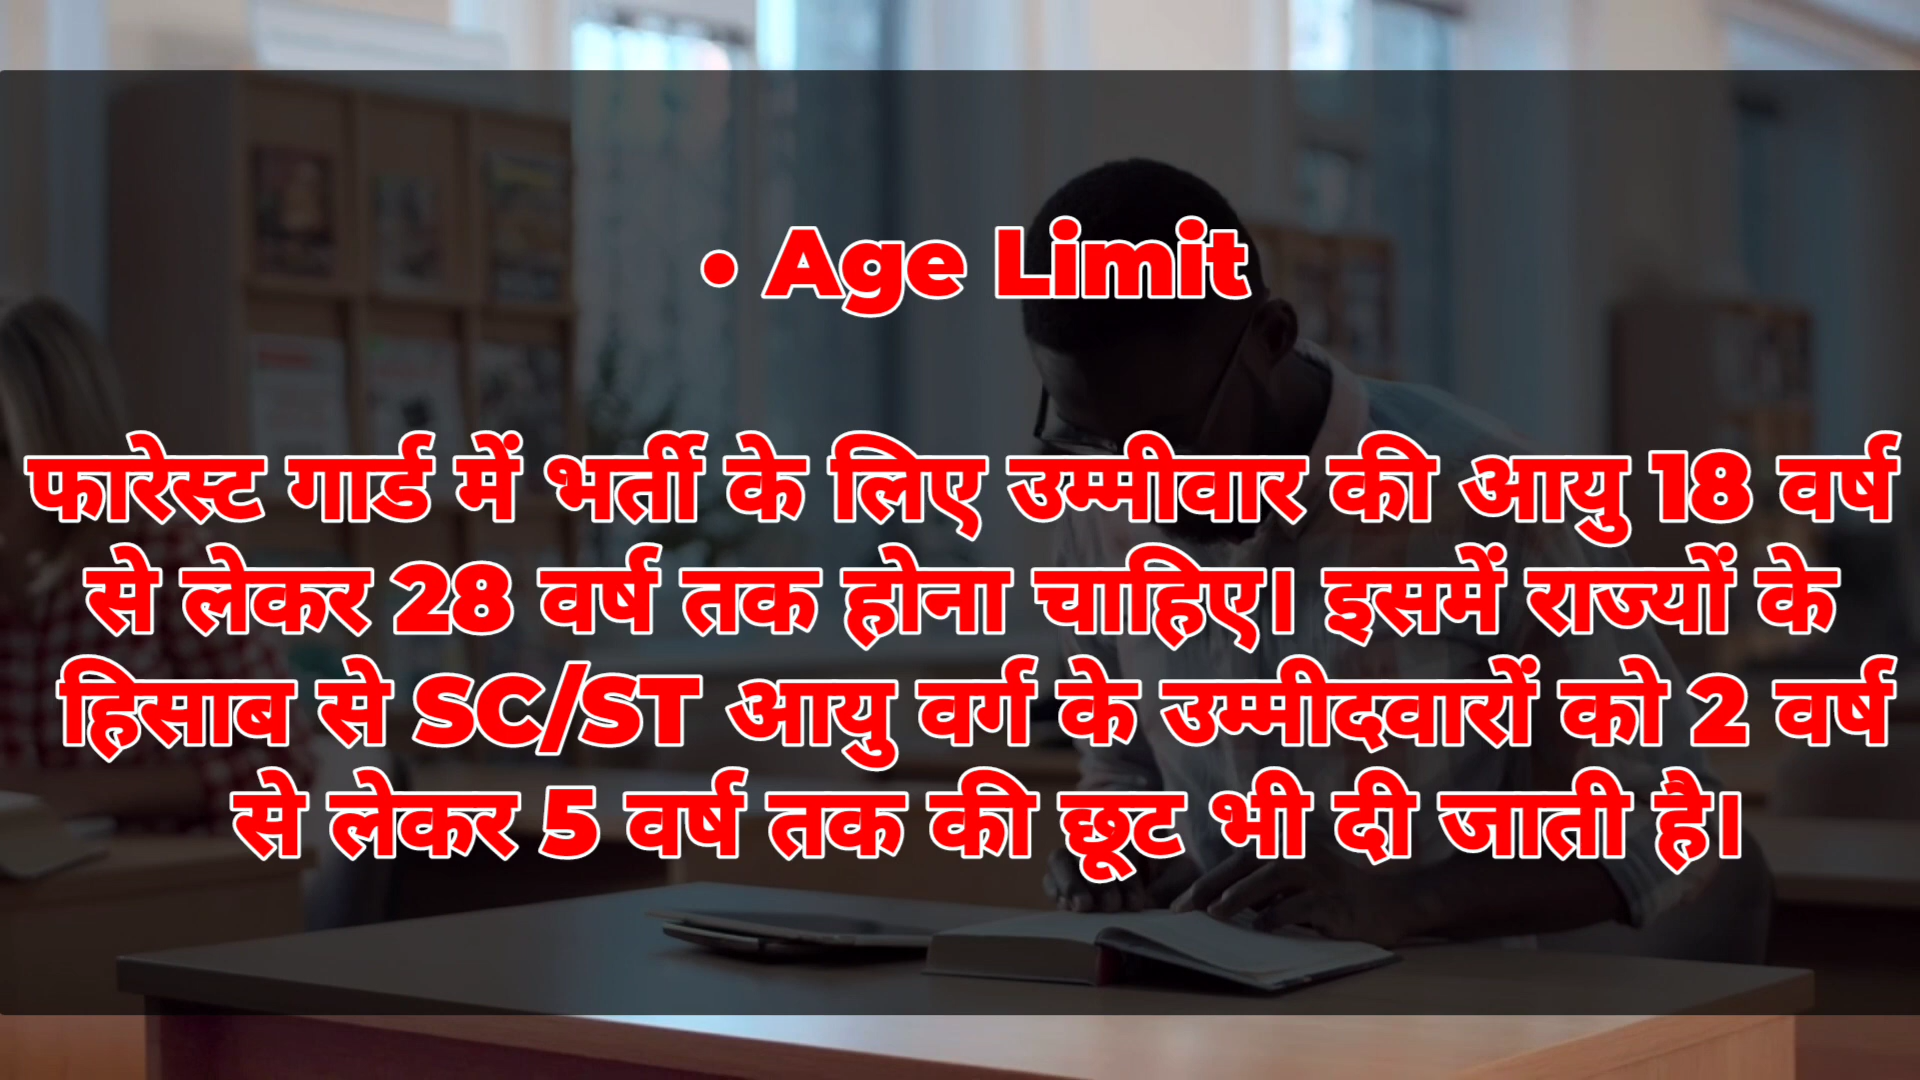 • Age Limit
फारेस्ट गार्ड में भर्ती के लिए उम्मीवार की आयु 18 वर्ष
से लेकर 28 वर्ष तक होना चाहिए। इसमें राज्यों के
हिसाब से SC/ST आयु वर्ग के उम्मीदवारों को 2 वर्ष
से लेकर 5 वर्ष तक की छूट भी दी जाती है।